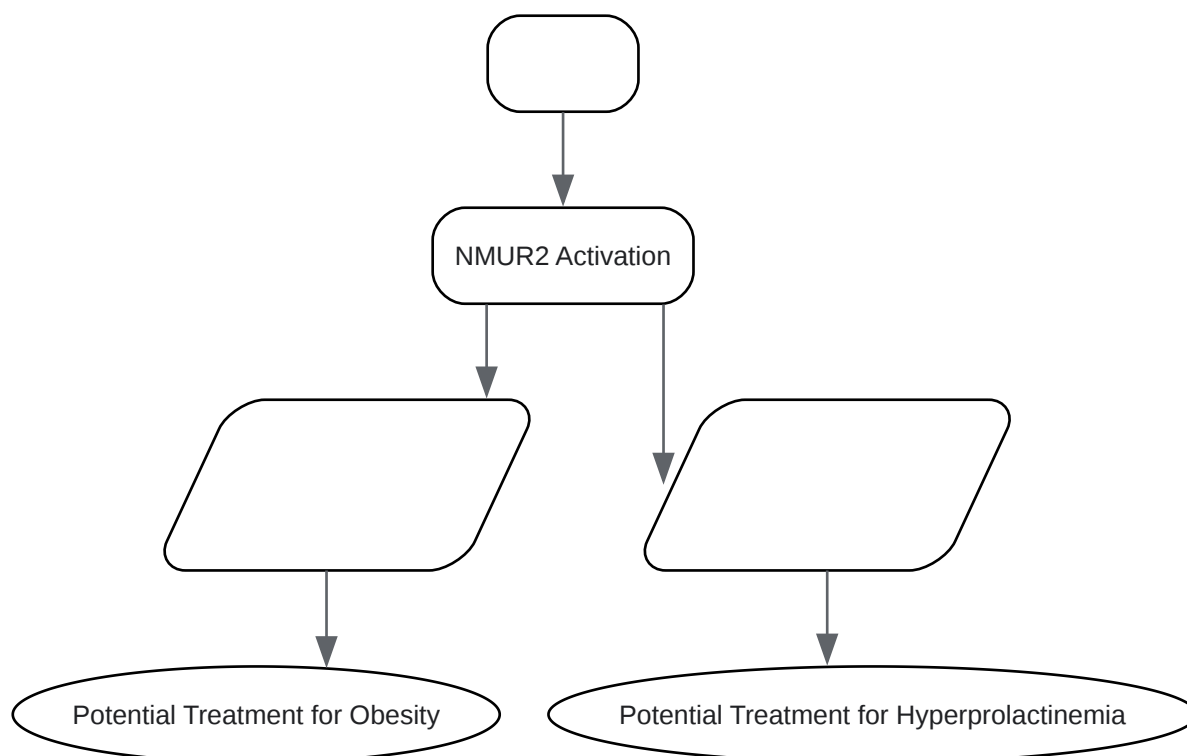 NMUR2 Activation
Potential Treatment for Obesity
Potential Treatment for Hyperprolactinemia